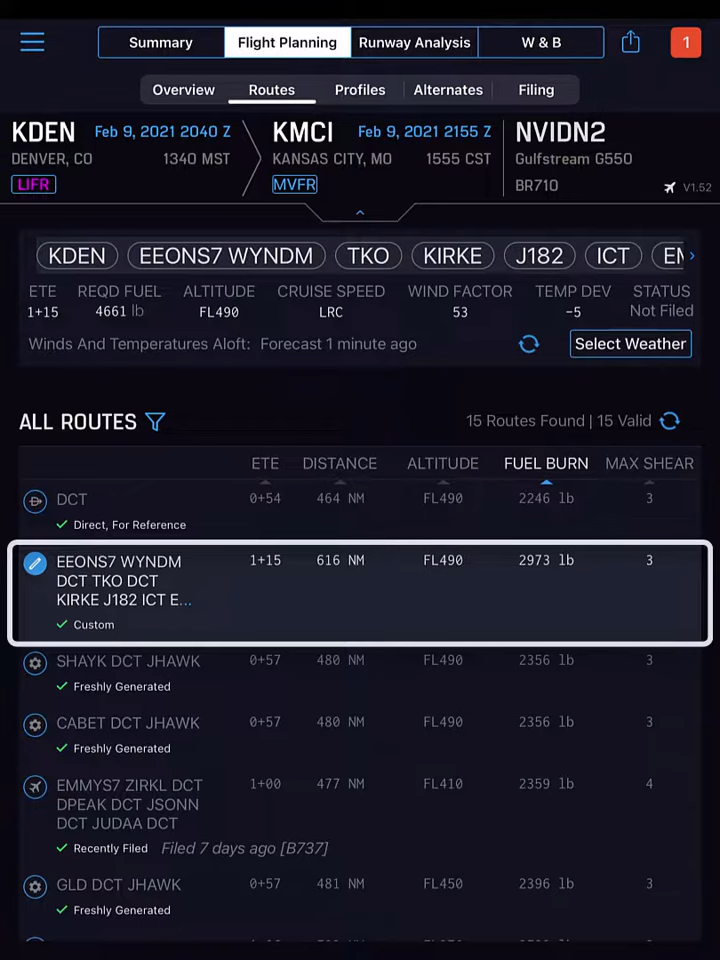 Summary Flight Planning Runway Analysis W & B 1
Overview Routes Profiles Alternates Filing
KDEN Feb 9, 2021 2040 Z KMCI Feb 9, 2021 2155 Z NVIDN2
DENVER, CO 1340 MST KANSAS CITY, MO 1555 CST Gulfstream G550
LIFR MVFR BR710 V1.52
KDEN EEONS7 WYNDM TKO KIRKE J182 ICT
ETE REQD FUEL ALTITUDE CRUISE SPEED WIND FACTOR TEMP DEV STATUS
1+15 4661 lb FL490 LRC 53 -5 Not Filed
Winds And Temperatures Aloft: Forecast 1 minute ago Select Weather
ALL ROUTES 15 Routes Found | 15 Valid
ETE DISTANCE ALTITUDE FUEL BURN MAX SHEAR
DCT 0+54 464 NM FL490 2246 lb 3
Direct, For Reference
EEONS7 WYNDM 1+15 616 NM FL490 2973 lb 3
DCT TKO DCT
KIRKE J182 ICT E...
Custom
SHAYK DCT JHAWK 0+57 480 NM FL490 2356 lb 3
Freshly Generated
CABET DCT JHAWK 0+57 480 NM FL490 2356 lb 3
Freshly Generated
EMMYS7 ZIRKL DCT 1+00 477 NM FL410 2359 lb 4
DPEAK DCT JSONN
DCT JUDAA DCT
Recently Filed Filed 7 days ago [B737]
GLD DCT JHAWK 0+57 481 NM FL450 2396 lb 3
Freshly Generated